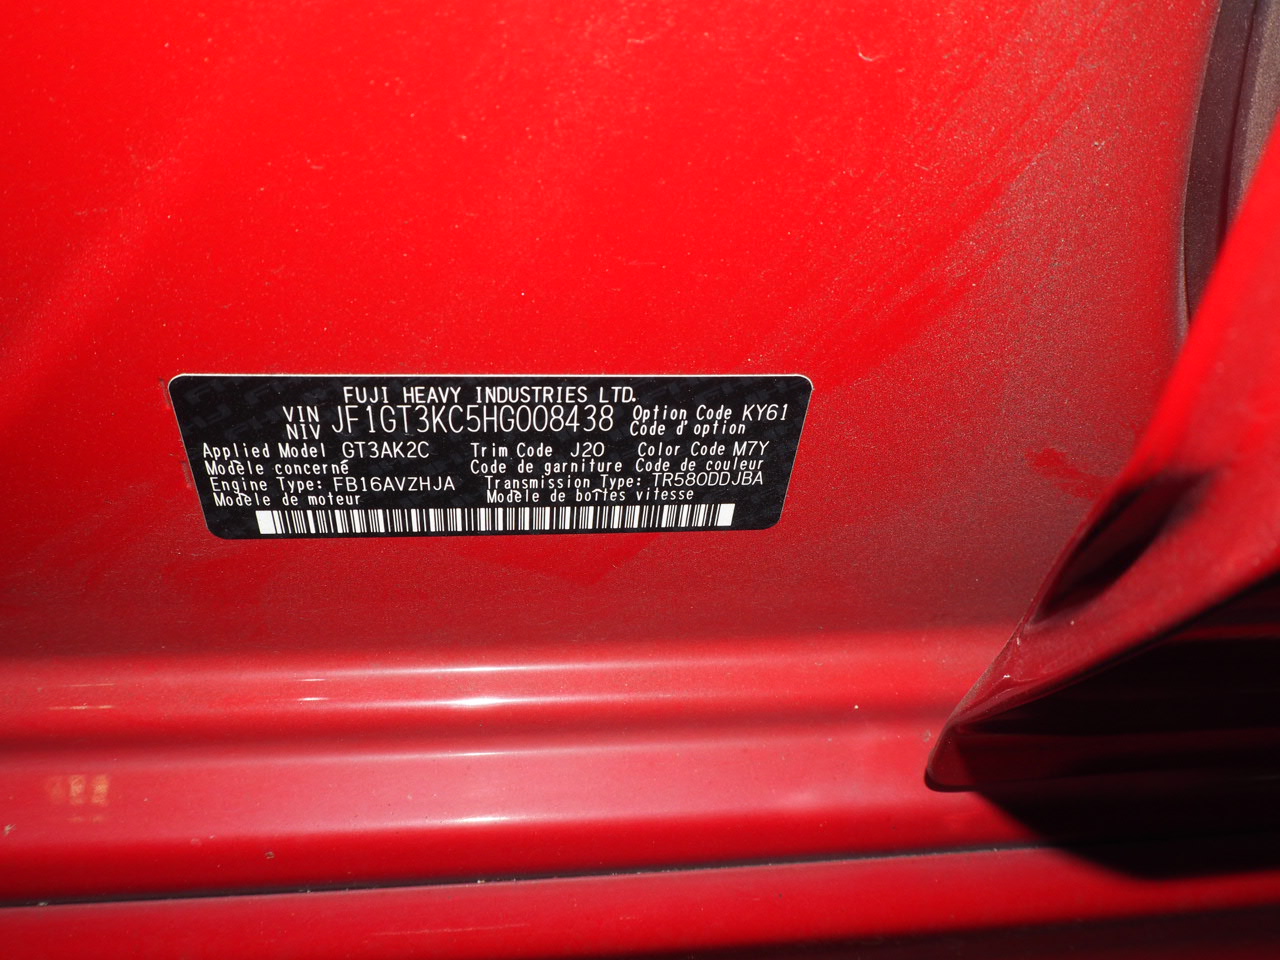 FUJI HEAVY INDUSTRIES LTD.
VIN NIV JF1GT3KC5HG008438 Option Code KY61
Code d'option
Applied Model GT3AK2C Trim Code J20 Color Code M7Y
Modèle concerné Code de garniture Code de couleur
Engine Type: FB16AVZHJA Transmission Type: TR580DDJBA
Modèle de moteur Modèle de boîtes vitesse